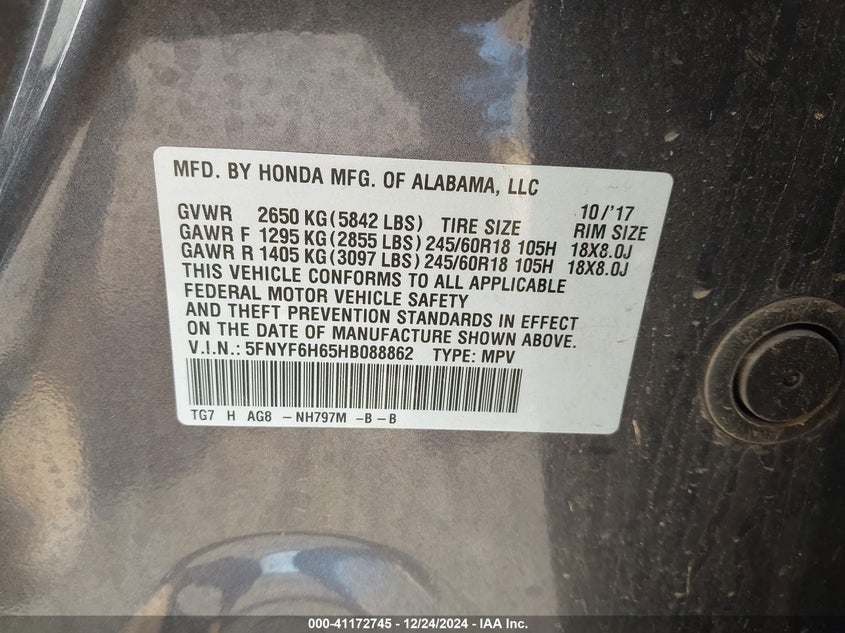 MFD. BY HONDA MFG. OF ALABAMA, LLC
10/'17
GVWR 2650 KG (5842 LBS) TIRE SIZE RIM SIZE
GAWR F 1295 KG (2855 LBS) 245/60R18 105H 18X8.0J
GAWR R 1405 KG (3097 LBS) 245/60R18 105H 18X8.0J
THIS VEHICLE CONFORMS TO ALL APPLICABLE
FEDERAL MOTOR VEHICLE SAFETY
AND THEFT PREVENTION STANDARDS IN EFFECT
ON THE DATE OF MANUFACTURE SHOWN ABOVE.
V.I.N.: 5FNYF6H65HB088862 TYPE: MPV
TG7 H AG8 -NH797M -B-B
000-41172745 - 12/24/2024 - IAA Inc.